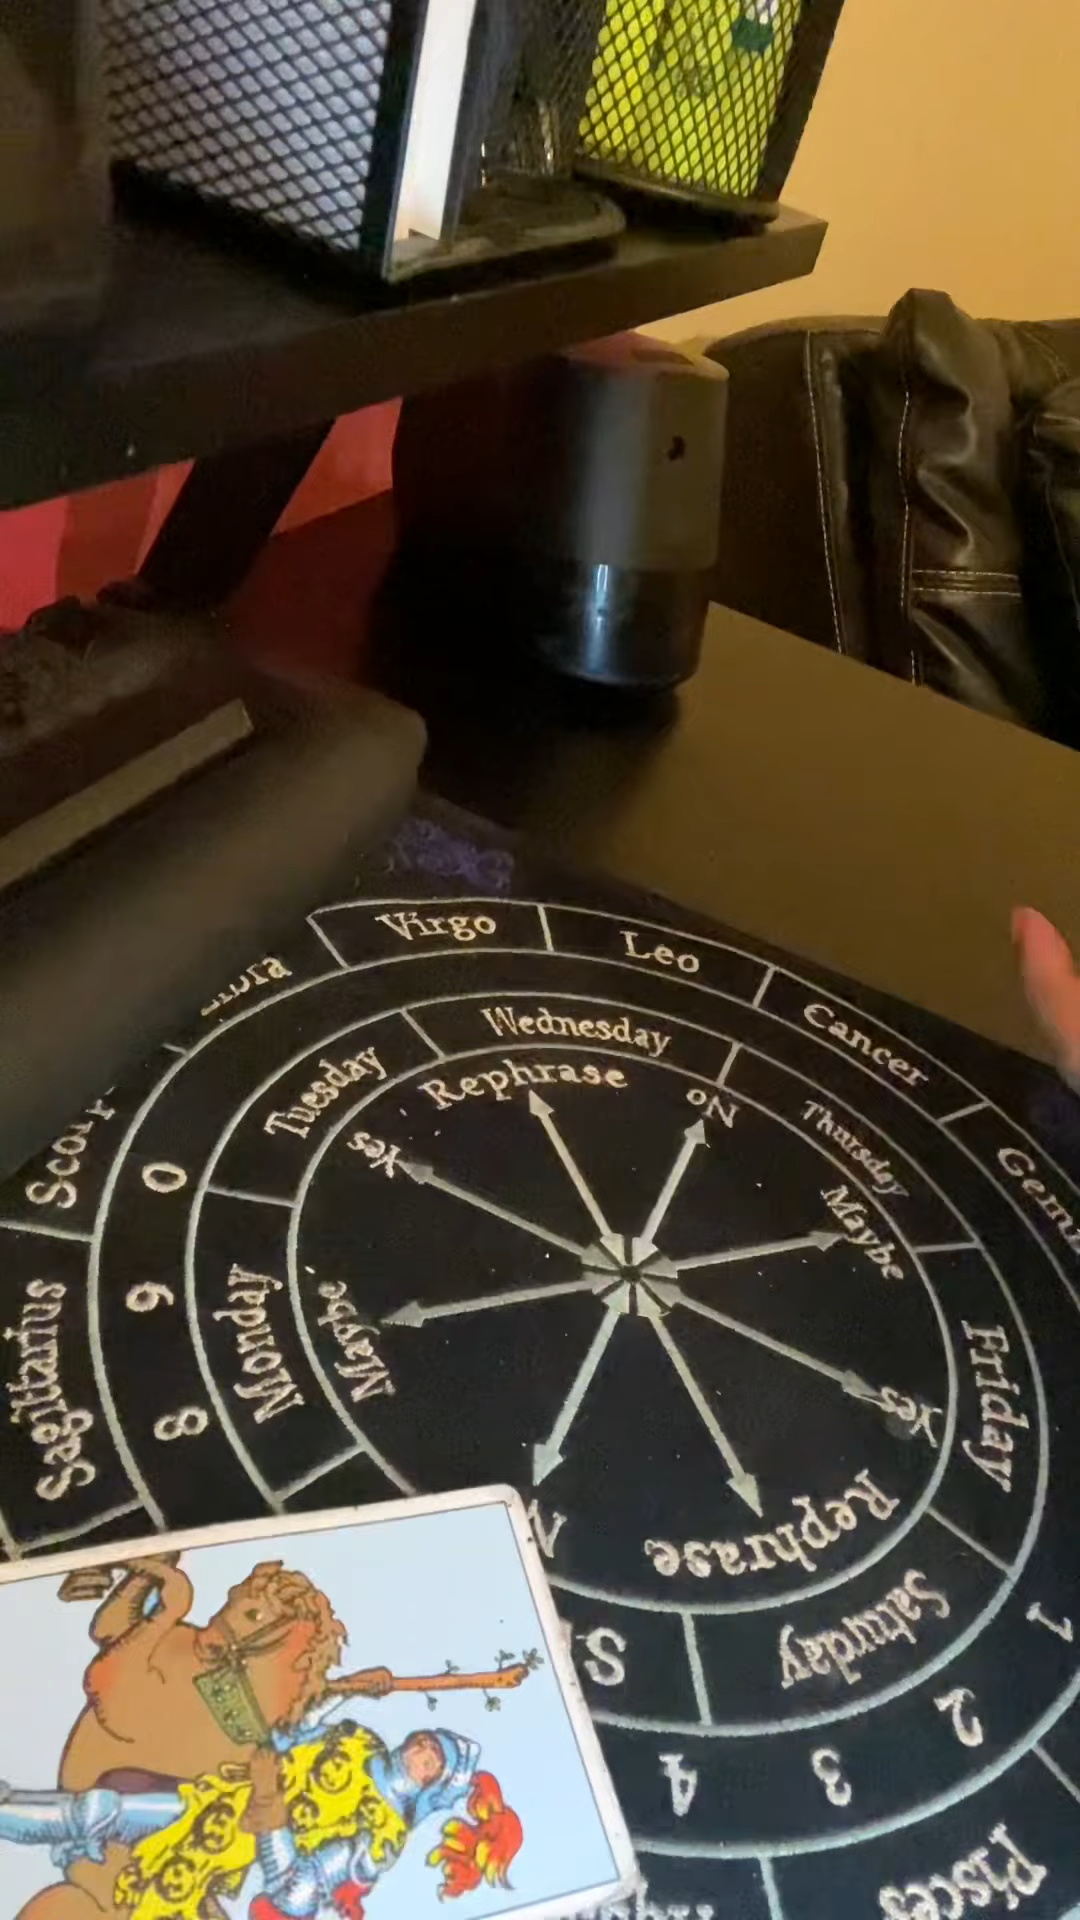 Virgo
Leo
Cancer
Wednesday
Rephrase
No
Tuesday
Yes
Thursday
Maybe
0
9
8
Sagittarius
Monday
Maybe
Friday
Yes
Rephrase
Saturday
1
2
3
4
Pisces